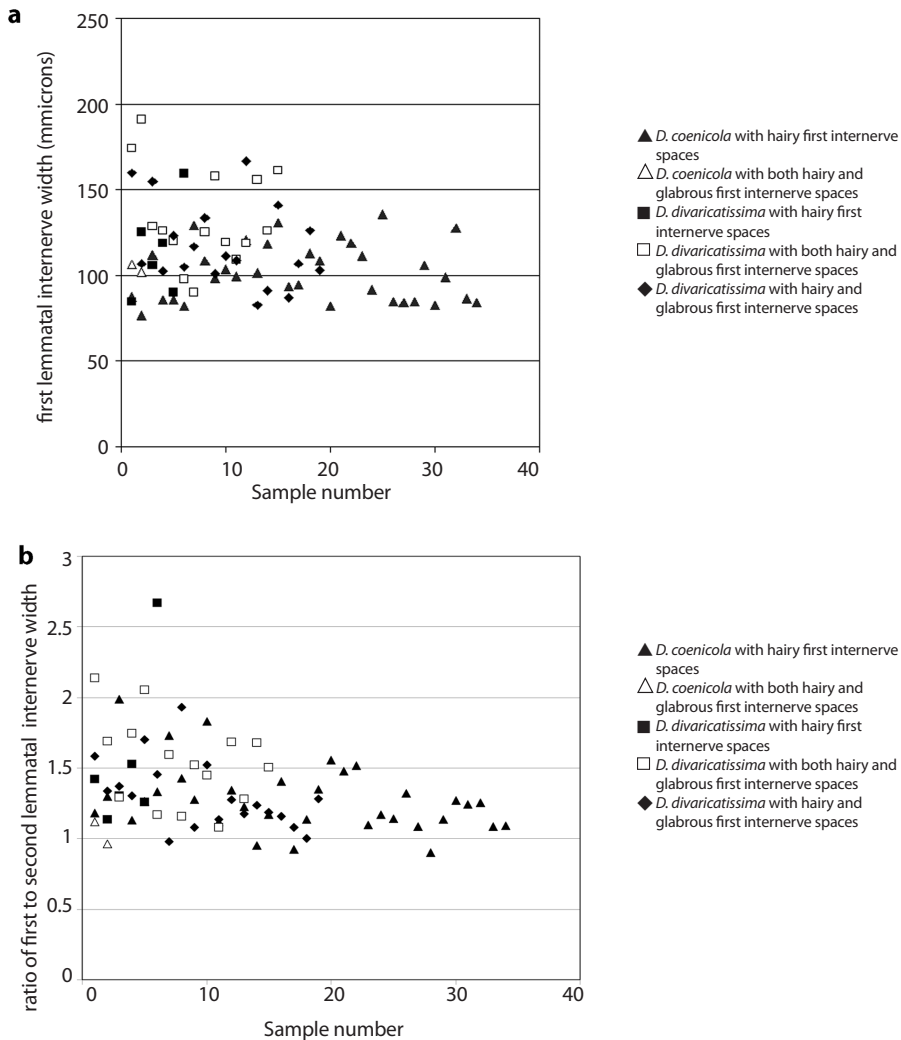 a
first lemmatal internerve width (mmicrons)
250
200
150
100
50
0
0 10 20 30 40
Sample number
D. coenicola with hairy first internerve
spaces
D. coenicola with both hairy and
glabrous first internerve spaces
D. divaricatissima with hairy first
internerve spaces
D. divaricatissima with both hairy and
glabrous first internerve spaces
D. divaricatissima with hairy and
glabrous first internerve spaces
b
ratio of first to second lemmatal internerve width
3
2.5
2
1.5
1
0.5
0
0 10 20 30 40
Sample number
D. coenicola with hairy first internerve
spaces
D. coenicola with both hairy and
glabrous first internerve spaces
D. divaricatissima with hairy first
internerve spaces
D. divaricatissima with both hairy and
glabrous first internerve spaces
D. divaricatissima with hairy and
glabrous first internerve spaces